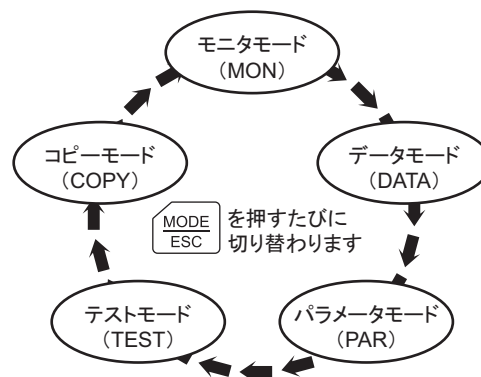 モニタモード
(MON)
データモード
(DATA)
パラメータモード
(PAR)
テストモード
(TEST)
コピーモード
(COPY)
MODE
ESC
を押すたびに
切り替わります